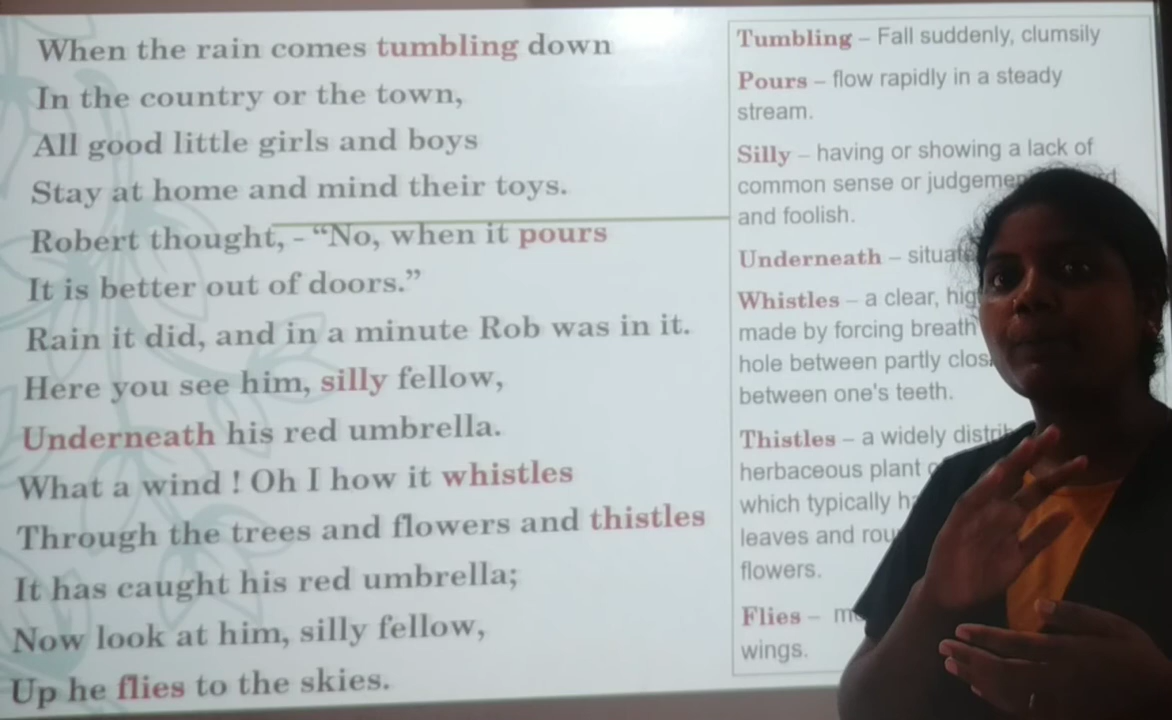 When the rain comes tumbling down
In the country or the town,
All good little girls and boys
Stay at home and mind their toys.
Robert thought, - “No, when it pours
It is better out of doors.”
Rain it did, and in a minute Rob was in it.
Here you see him, silly fellow,
Underneath his red umbrella.
What a wind ! Oh I how it whistles
Through the trees and flowers and thistles
It has caught his red umbrella;
Now look at him, silly fellow,
Up he flies to the skies.
Tumbling – Fall suddenly, clumsily
Pours – flow rapidly in a steady
stream.
Silly – having or showing a lack of
common sense or
and foolish.
Underneath –
Whistles – a clear,
made by forcing breath
hole between partly
between one's teeth.
Thistles – a widely
herbaceous plant
which typically
leaves and
flowers.
Flies –
wings.